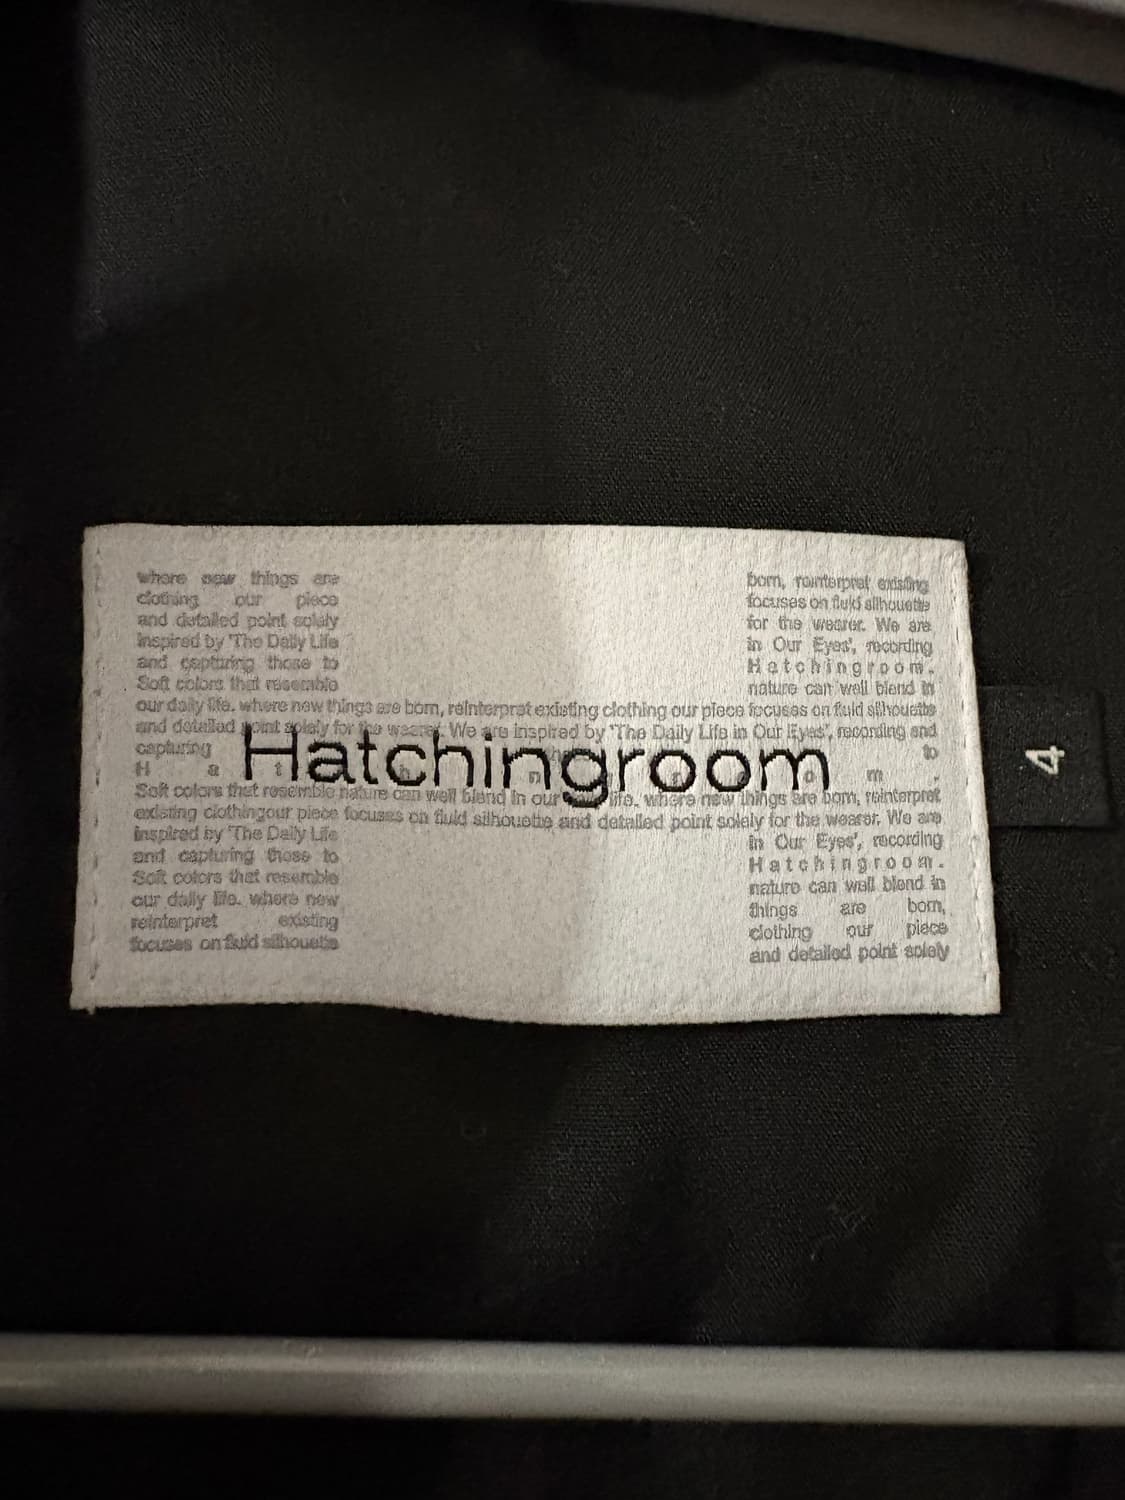 where new things are born, reinterpret existing
clothing our piece focuses on fluid silhouette
and detailed point solely for the wearer. We are
inspired by 'The Daily Life in Our Eyes', recording
and capturing those to Hatchingroom.
Soft colors that resemble nature can well blend in
our daily life. where new things are born, reinterpret existing clothing our piece focuses on fluid silhouette
and detailed point solely for the wearer. We are inspired by 'The Daily Life in Our Eyes', recording and
capturing to
Hatchingroom
H a t n o m .
Soft colors that resemble nature can well blend in our life. where new things are born, reinterpret
existing clothingour piece focuses on fluid silhouette and detailed point solely for the wearer. We are
inspired by 'The Daily Life in Our Eyes', recording
and capturing those to Hatchingroom.
Soft colors that resemble nature can well blend in
our daily life. where new things are born,
reinterpret existing clothing our piece
focuses on fluid silhouette and detailed point solely
4